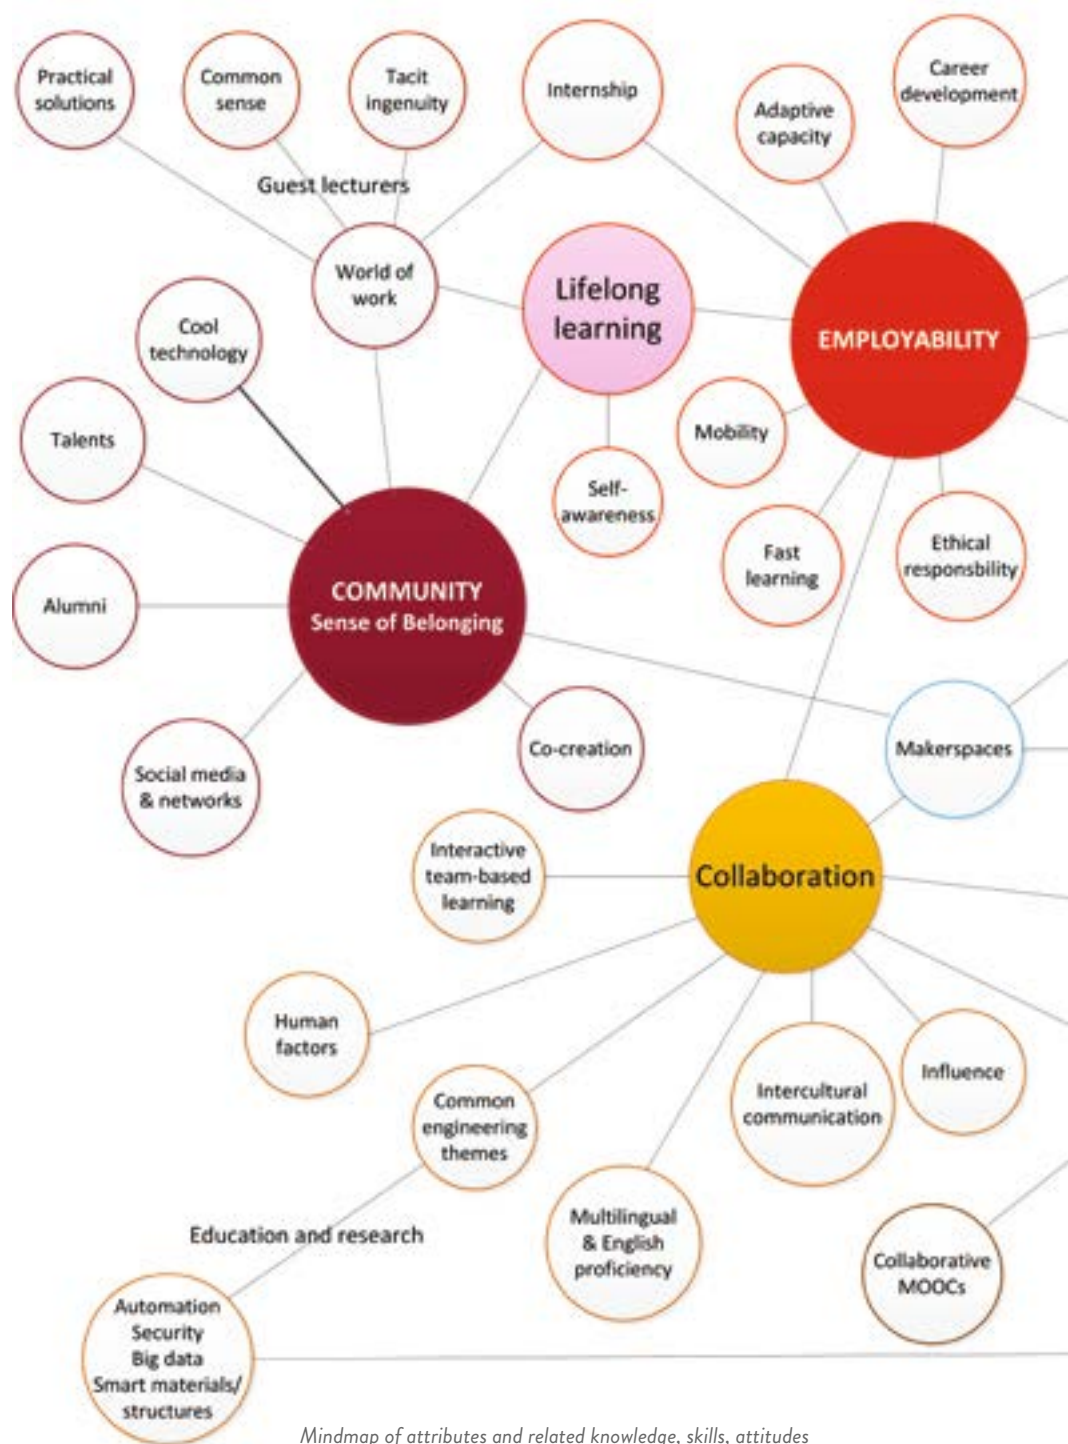 Practical
solutions
Common
sense
Tacit
ingenuity
Internship
Adaptive
capacity
Career
development
Guest lecturers
World of
work
Lifelong
learning
EMPLOYABILITY
Cool
technology
Talents
Mobility
Self-
awareness
Fast
learning
Ethical
responsbility
COMMUNITY
Sense of Belonging
Alumni
Social media
& networks
Co-creation
Makerspaces
Interactive
team-based
learning
Collaboration
Human
factors
Common
engineering
themes
Intercultural
communication
Influence
Education and research
Multilingual
& English
proficiency
Collaborative
MOOCs
Automation
Security
Big data
Smart materials/
structures
Mindmap of attributes and related knowledge, skills, attitudes